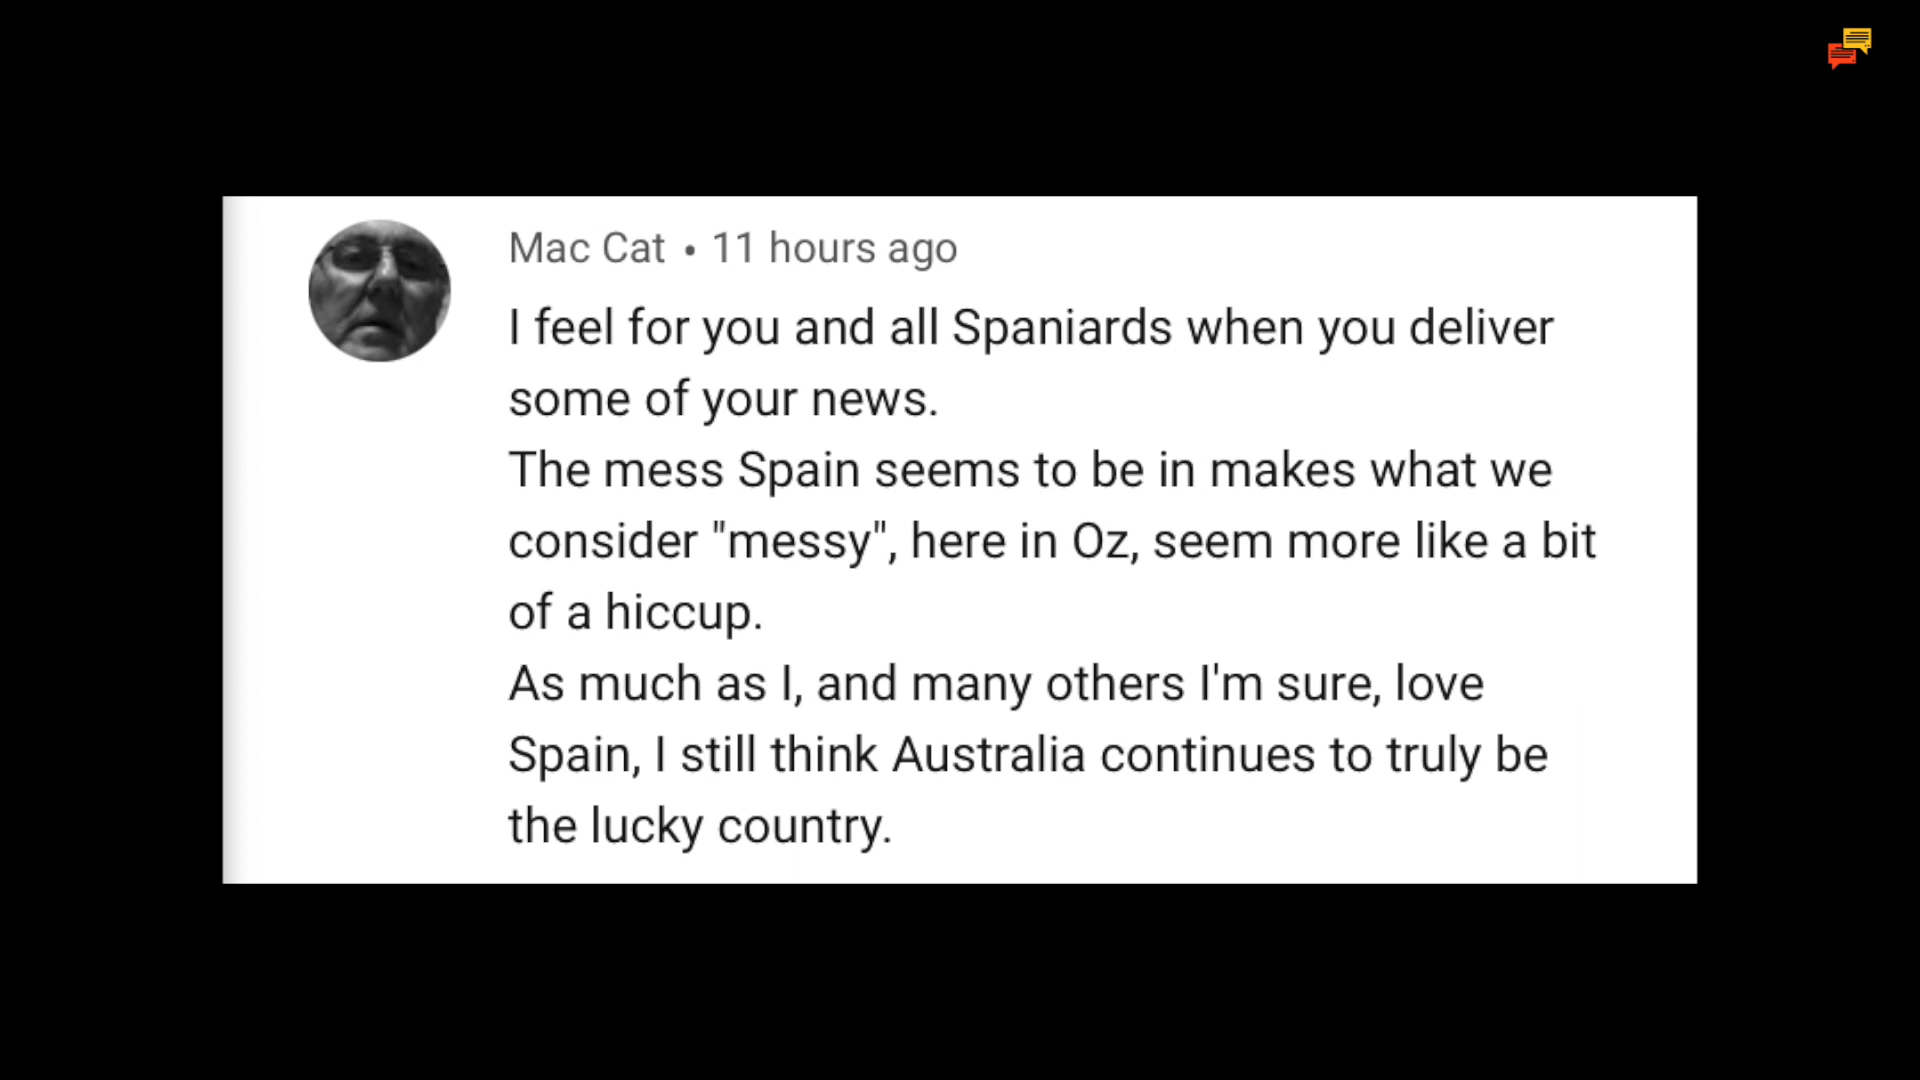 Mac Cat • 11 hours ago
I feel for you and all Spaniards when you deliver
some of your news.
The mess Spain seems to be in makes what we
consider "messy", here in Oz, seem more like a bit
of a hiccup.
As much as I, and many others I'm sure, love
Spain, I still think Australia continues to truly be
the lucky country.